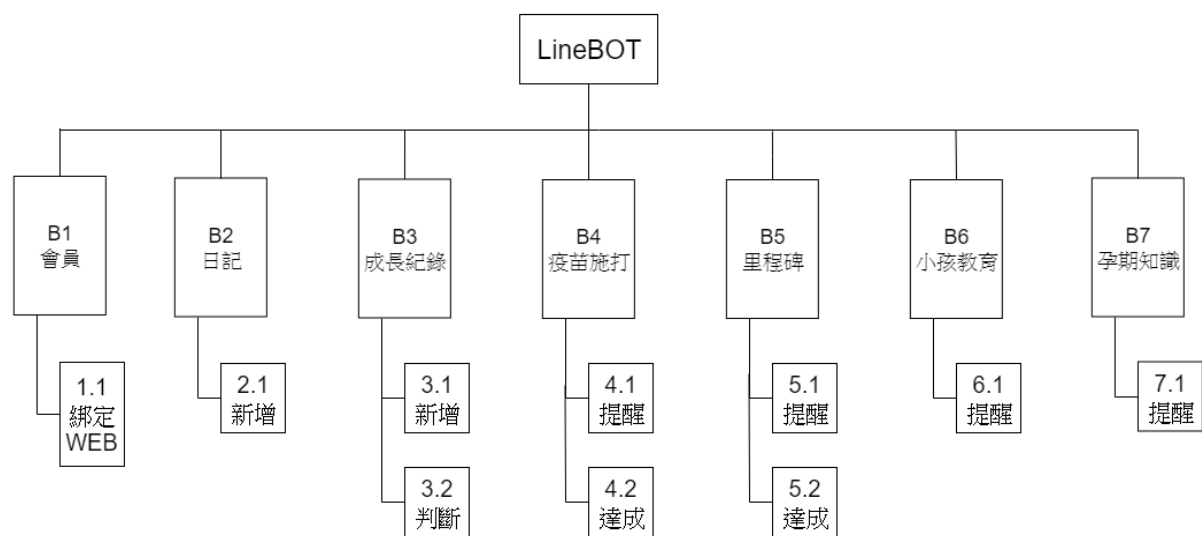 LineBOT
B1
會員
B2
日記
B3
成長紀錄
B4
疫苗施打
B5
里程碑
B6
小孩教育
B7
孕期知識
1.1
綁定
WEB
2.1
新增
3.1
新增
4.1
提醒
5.1
提醒
6.1
提醒
7.1
提醒
3.2
判斷
4.2
達成
5.2
達成